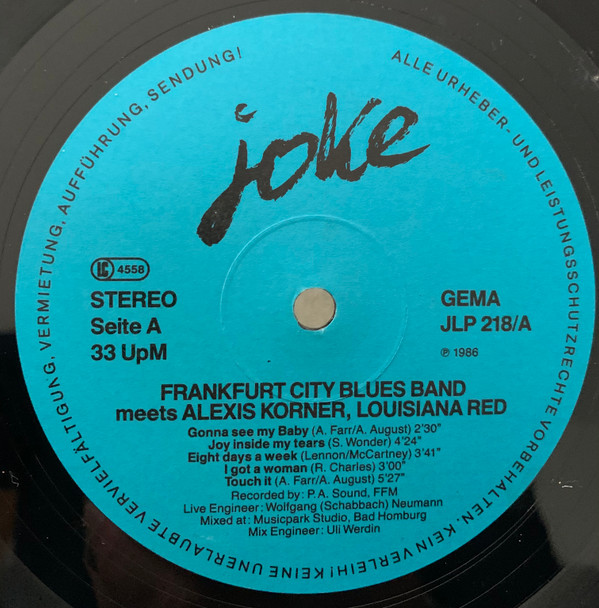 ALLE URHEBER- UND LEISTUNGSSCHUTZRECHTE VORBEHALTEN. KEIN VERLEIH! KEINE UNERLAUBTE VERVIELFÄLTIGUNG, VERMIETUNG, AUFFÜHRUNG, SENDUNG!
joke
LC 4558
STEREO
Seite A
33 UpM
GEMA
JLP 218/A
℗ 1986
FRANKFURT CITY BLUES BAND
meets ALEXIS KORNER, LOUISIANA RED
Gonna see my Baby (A. Farr/A. August) 2'30"
Joy inside my tears (S. Wonder) 4'24"
Eight days a week (Lennon/McCartney) 3'41"
I got a woman (R. Charles) 3'00"
Touch it (A. Farr/A. August) 5'27"
Recorded by: P.A. Sound, FFM
Live Engineer: Wolfgang (Schabbach) Neumann
Mixed at: Musicpark Studio, Bad Homburg
Mix Engineer: Uli Werdin